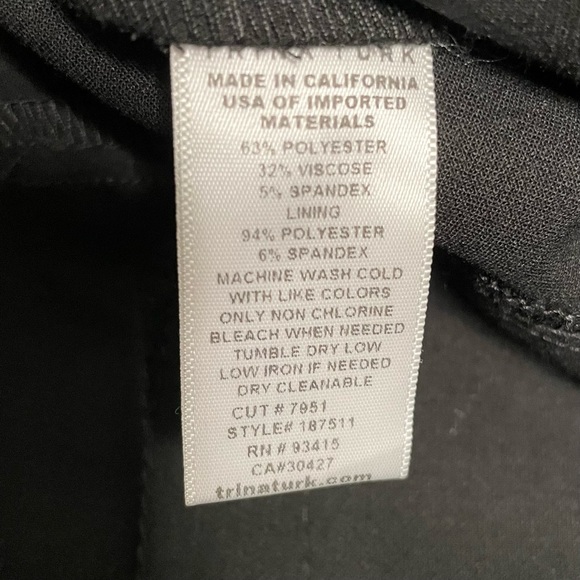 TRINA TURK
MADE IN CALIFORNIA
USA OF IMPORTED
MATERIALS
63% POLYESTER
32% VISCOSE
5% SPANDEX
LINING
94% POLYESTER
6% SPANDEX
MACHINE WASH COLD
WITH LIKE COLORS
ONLY NON CHLORINE
BLEACH WHEN NEEDED
TUMBLE DRY LOW
LOW IRON IF NEEDED
DRY CLEANABLE
CUT # 7951
STYLE# 187511
RN # 93415
CA#30427
trinaturk.com